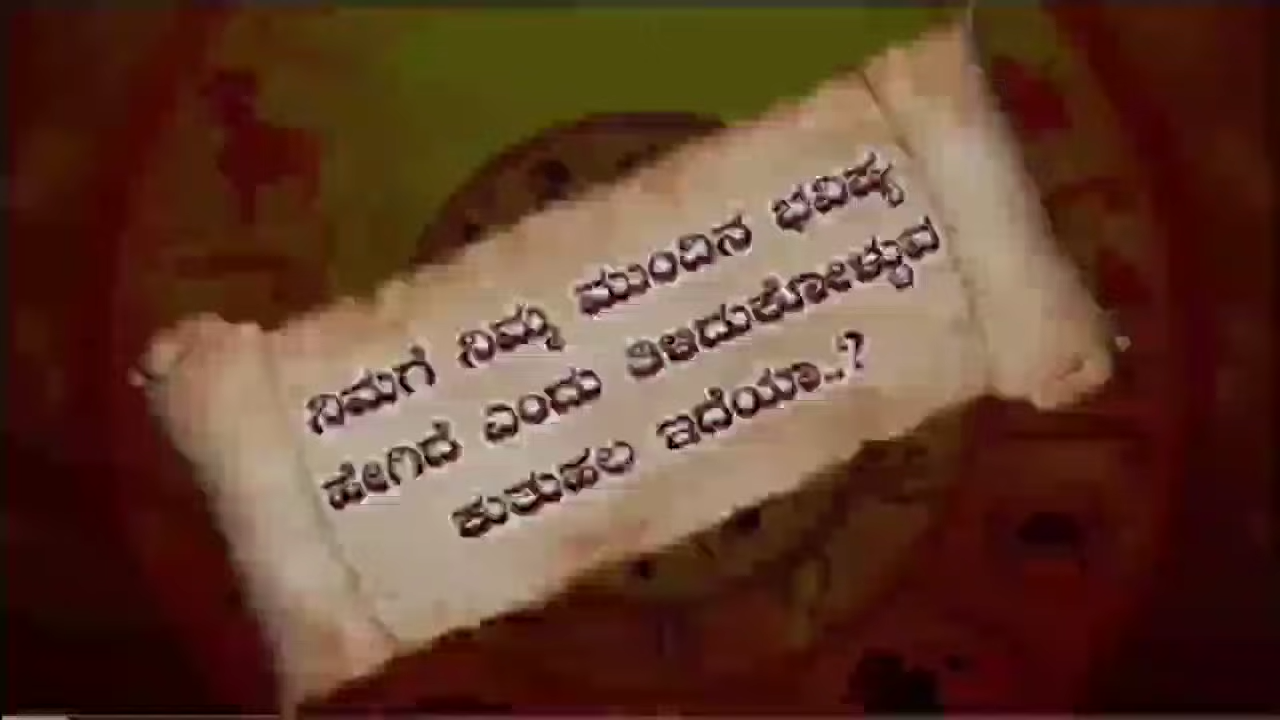 ನಿಮಗೆ ನಿಮ್ಮ ಮುಂದಿನ ಭವಿಷ್ಯ
ಹೇಗಿದೆ ಎಂದು ತಿಳಿದುಕೋಳ್ಳುವ
ಕುತುಹಲ ಇದೆಯಾ..?